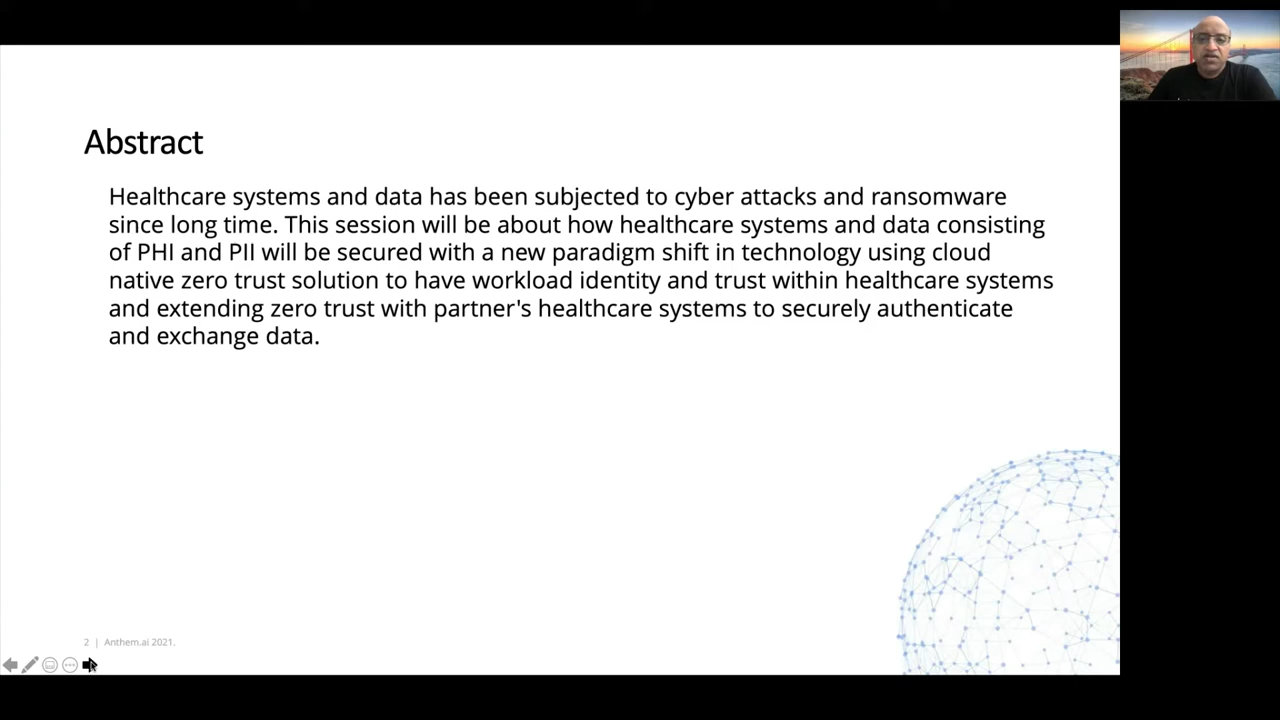 Abstract
Healthcare systems and data has been subjected to cyber attacks and ransomware
since long time. This session will be about how healthcare systems and data consisting
of PHI and PII will be secured with a new paradigm shift in technology using cloud
native zero trust solution to have workload identity and trust within healthcare systems
and extending zero trust with partner's healthcare systems to securely authenticate
and exchange data.
2 | Anthem.ai 2021.